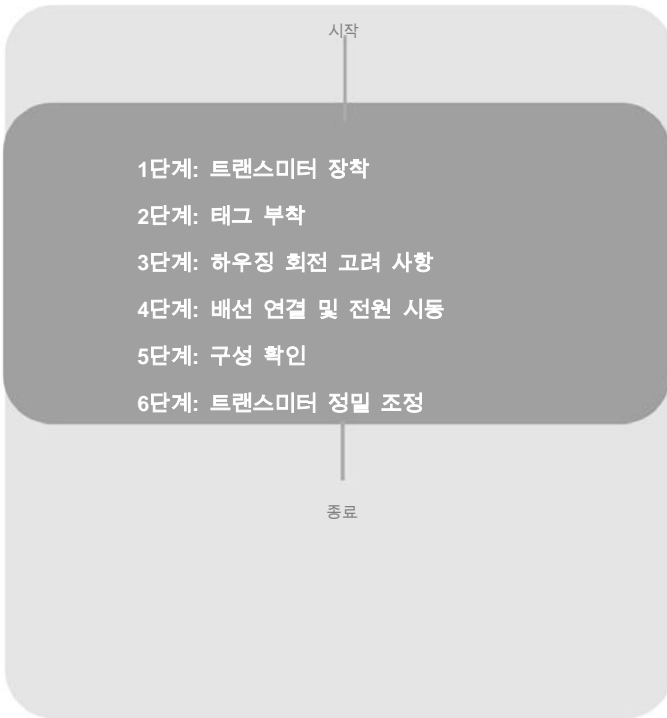 시작
1단계: 트랜스미터 장착
2단계: 태그 부착
3단계: 하우징 회전 고려 사항
4단계: 배선 연결 및 전원 시동
5단계: 구성 확인
6단계: 트랜스미터 정밀 조정
종료